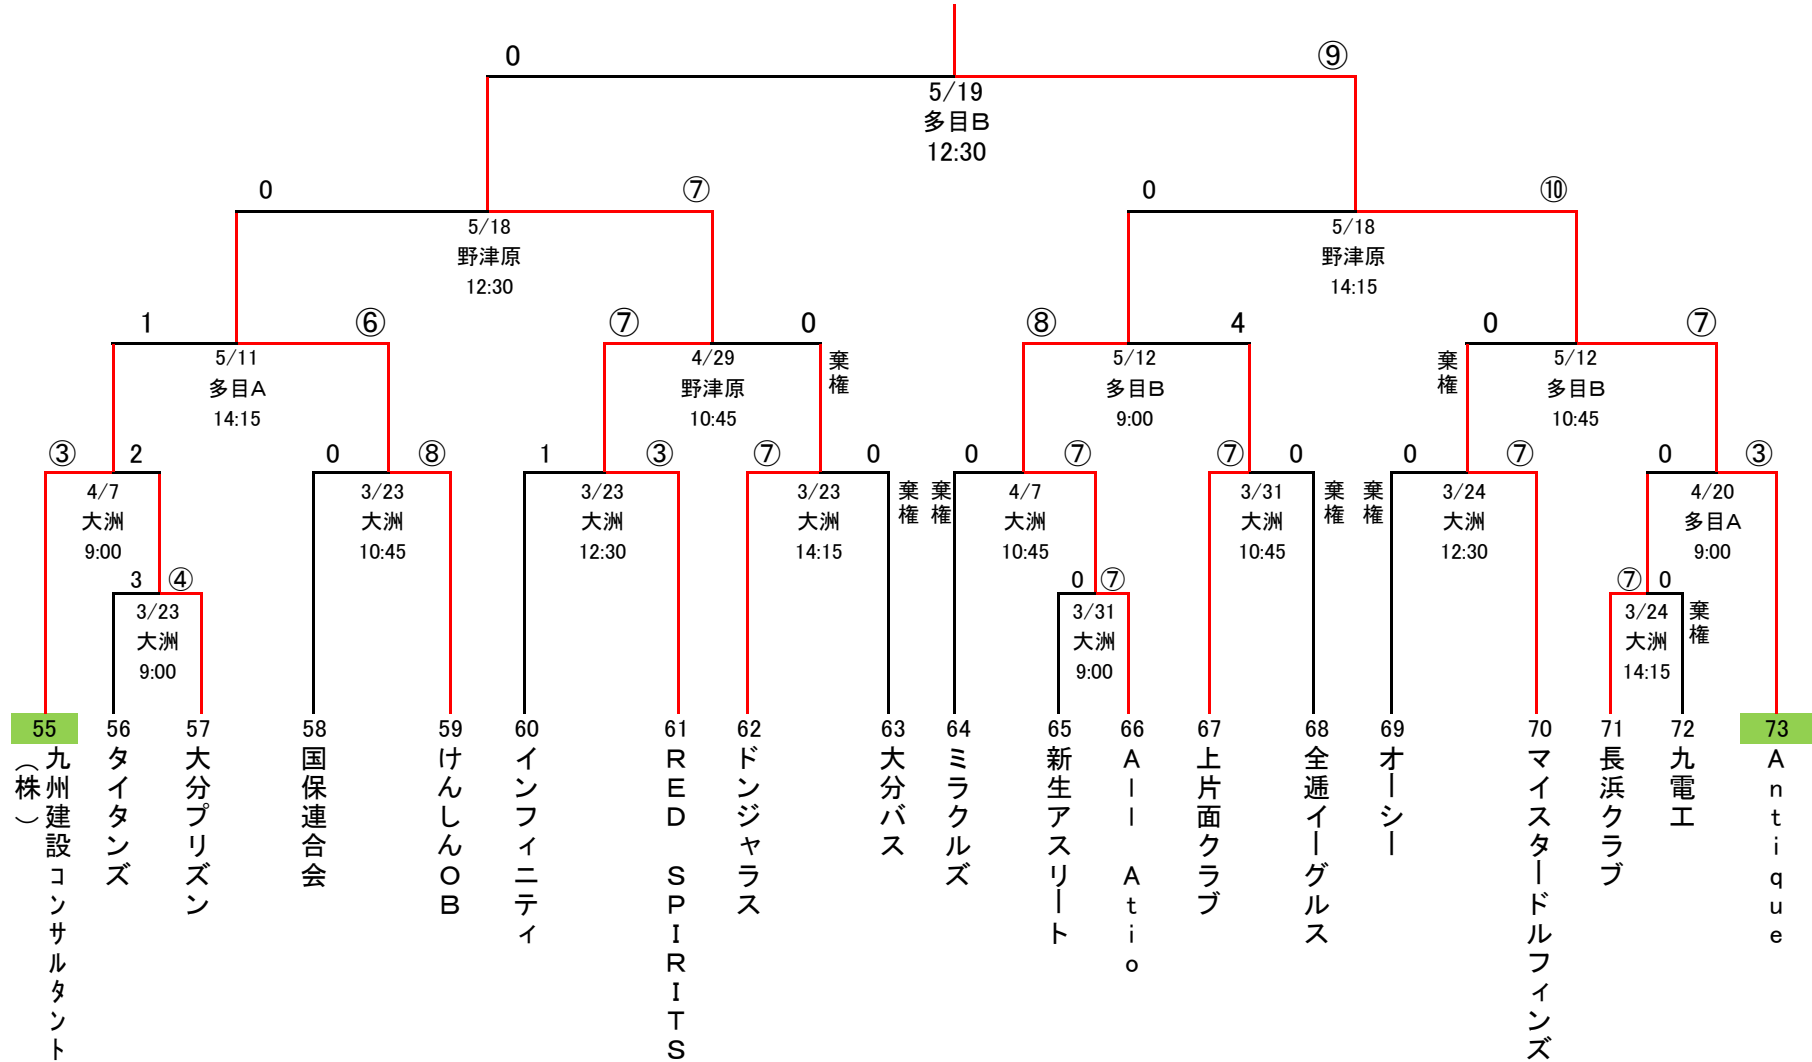 0 ⑨
5/19
多目B
12:30
0 ⑦ 0 ⑩
5/18 5/18
野津原 野津原
12:30 14:15
1 ⑥ ⑦ 0 ⑧ 4 0 ⑦
5/11 4/29 棄権 5/12 棄権 5/12
多目A 野津原 多目B 多目B
14:15 10:45 9:00 10:45
③ 2 0 ⑧ 1 ③ ⑦ 0 0 ⑦ ⑦ 0 0 ⑦ 0 ③
4/7 3/23 3/23 3/23 棄権 棄権 4/7 3/31 棄権 棄権 3/24 4/20
大洲 大洲 大洲 大洲 大洲 大洲 大洲 多目A
9:00 10:45 12:30 14:15 10:45 10:45 12:30 9:00
3 ④ 0 ⑦ ⑦ 0
3/23 3/31 3/24 棄権
大洲 大洲 大洲
9:00 9:00 14:15
55 56 57 58 59 60 61 62 63 64 65 66 67 68 69 70 71 72 73
九州建設コンサルタント
（株）
タイタンズ
大分プリズン
国保連合会
けんしんOB
インフィニティ
RED SPIRITS
ドンジャラス
大分バス
ミラクルズ
新生アスリート
All Atio
上片面クラブ
全逓イーグルス
オーシー
マイスタードルフィンズ
長浜クラブ
九電工
Antique